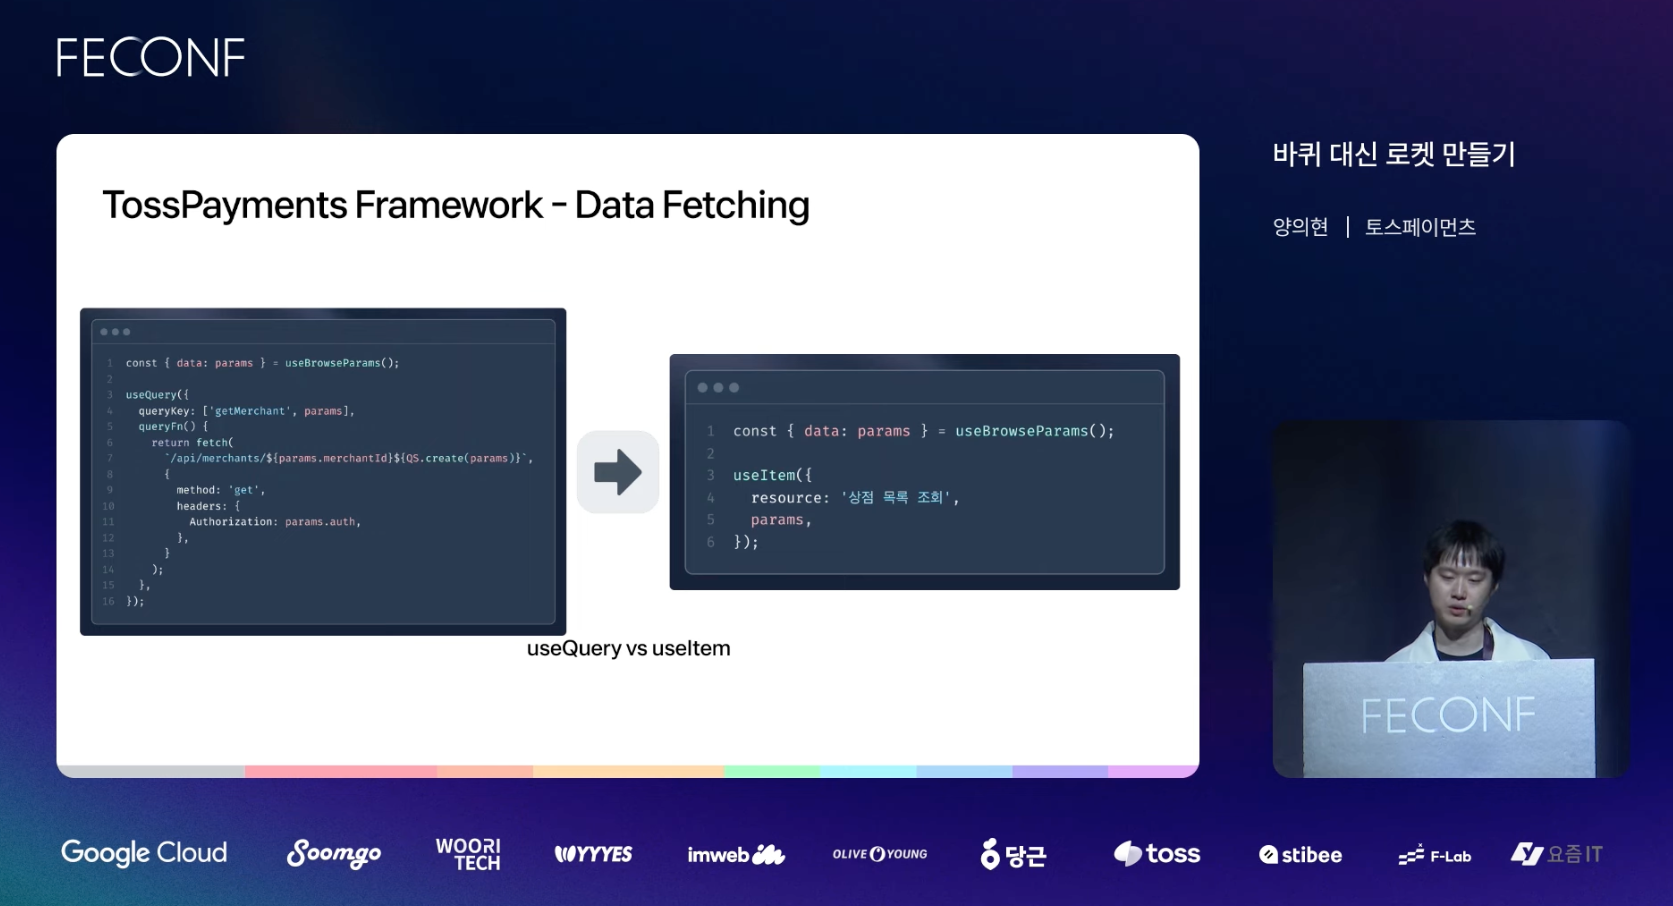 FECONF
바퀴 대신 로켓 만들기
양의현 | 토스페이먼츠
TossPayments Framework - Data Fetching
1 const { data: params } = useBrowseParams();
2
3 useQuery({
4 queryKey: ['getMerchant', params],
5 queryFn() {
6 return fetch(
7 `/api/merchants/${params.merchantId}${QS.create(params)}`,
8 {
9 method: 'get',
10 headers: {
11 Authorization: params.auth,
12 },
13 }
14 );
15 },
16 });
1 const { data: params } = useBrowseParams();
2
3 useItem({
4 resource: '상점 목록 조회',
5 params,
6 });
useQuery vs useItem
FECONF
Google Cloud
Soomgo
WOORI
TECH
WYYYES
imweb
OLIVE YOUNG
당근
toss
stibee
F-Lab
요즘IT